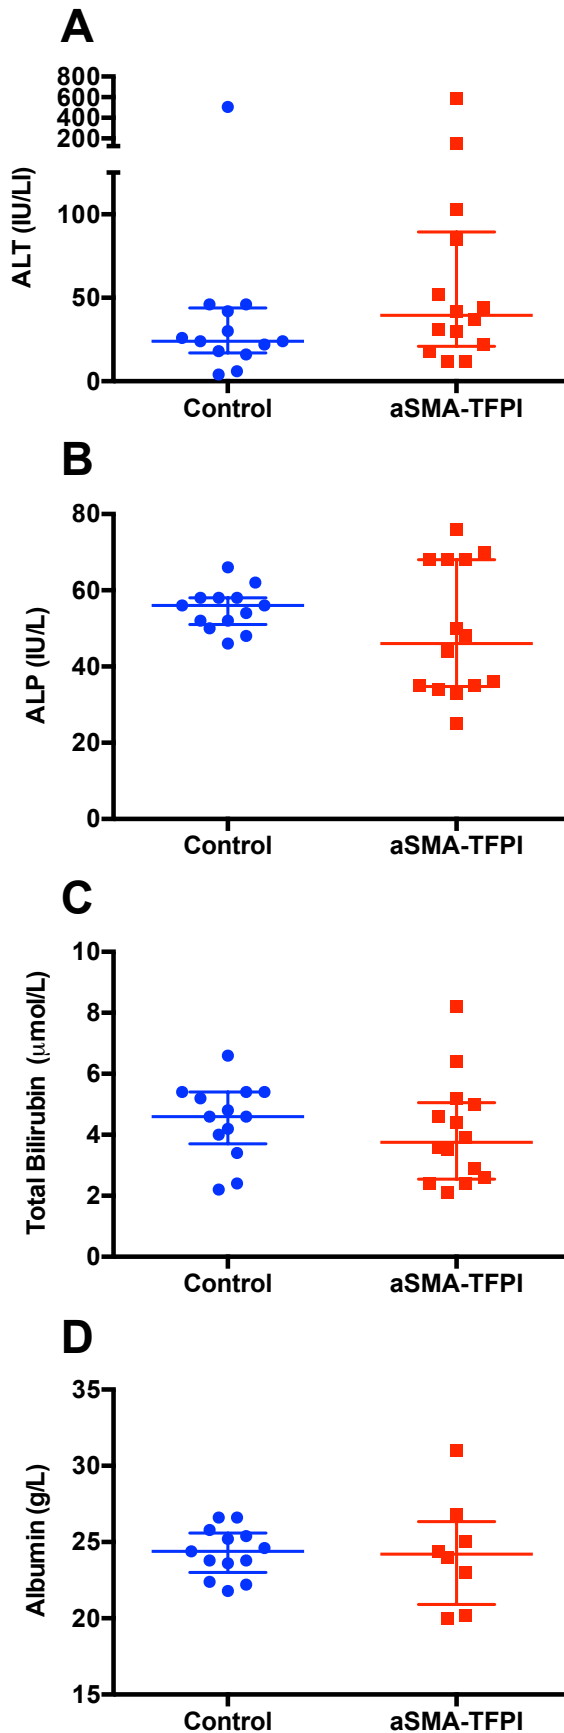 A
800
600
400
200
100
50
0
ALT (IU/LI)
Control
aSMA-TFPI
B
80
60
40
20
0
ALP (IU/L)
Control
aSMA-TFPI
C
10
8
6
4
2
0
Total Bilirubin (μmol/L)
Control
aSMA-TFPI
D
35
30
25
20
15
Albumin (g/L)
Control
aSMA-TFPI